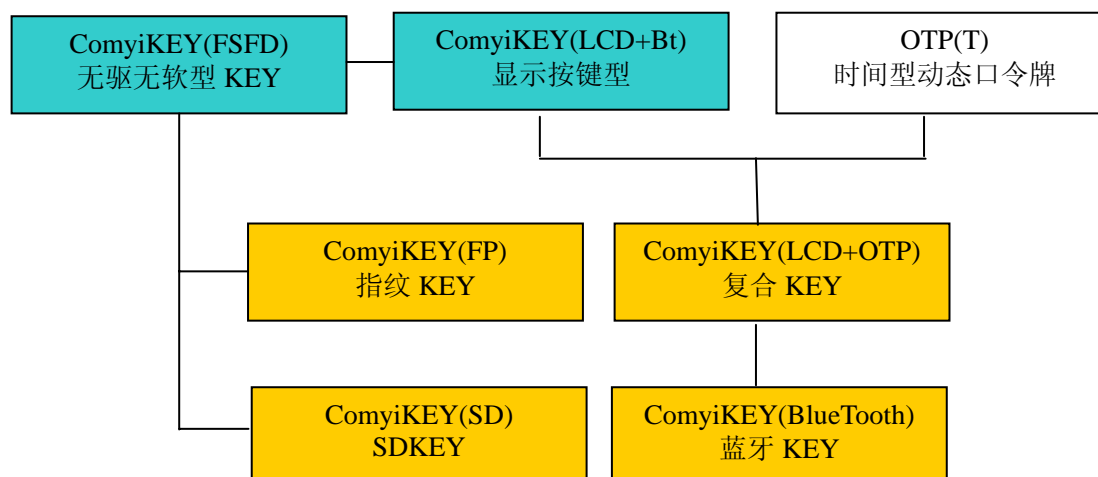 ComyiKEY(FSFD)
无驱无软型 KEY
ComyiKEY(LCD+Bt)
显示按键型
OTP(T)
时间型动态口令牌
ComyiKEY(FP)
指纹 KEY
ComyiKEY(LCD+OTP)
复合 KEY
ComyiKEY(SD)
SDKEY
ComyiKEY(BlueTooth)
蓝牙 KEY